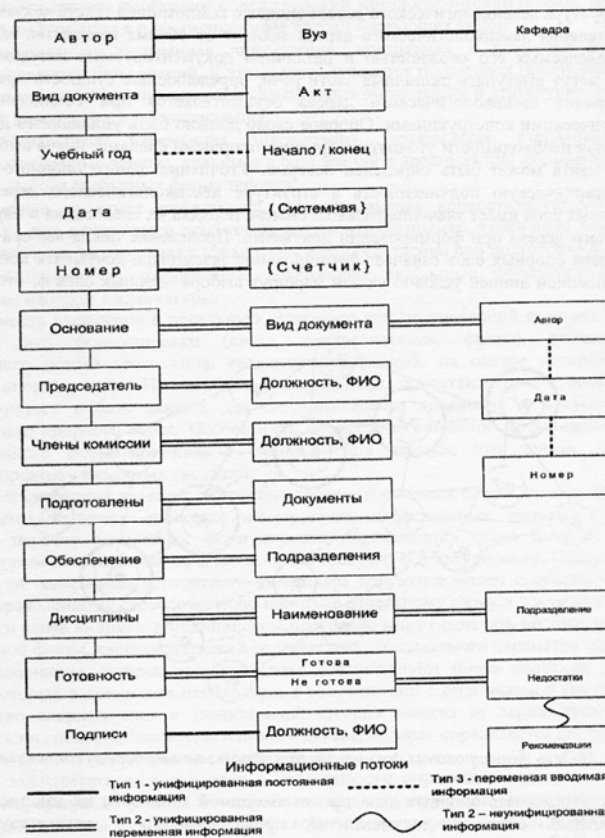 Автор
Вуз
Кафедра
Вид документа
Акт
Учебный год
Начало и конец
Дата
{Системная}
Номер
{Счетчик}
Основание
Вид документа
Автор
Председатель
Должность, ФИО
Дата
Члены комиссии
Должность, ФИО
Номер
Подготовлены
Документы
Обеспечение
Подразделения
Дисциплины
Наименование
Подразделение
Готовность
Готова
Не готова
Недостатки
Подписи
Должность, ФИО
Рекомендации
Информационные потоки
Тип 1 - унифицированная постоянная
информация
Тип 3 - переменная вводимая
информация
Тип 2 - унифицированная
переменная информация
Тип 2 – неунифицированная
информация